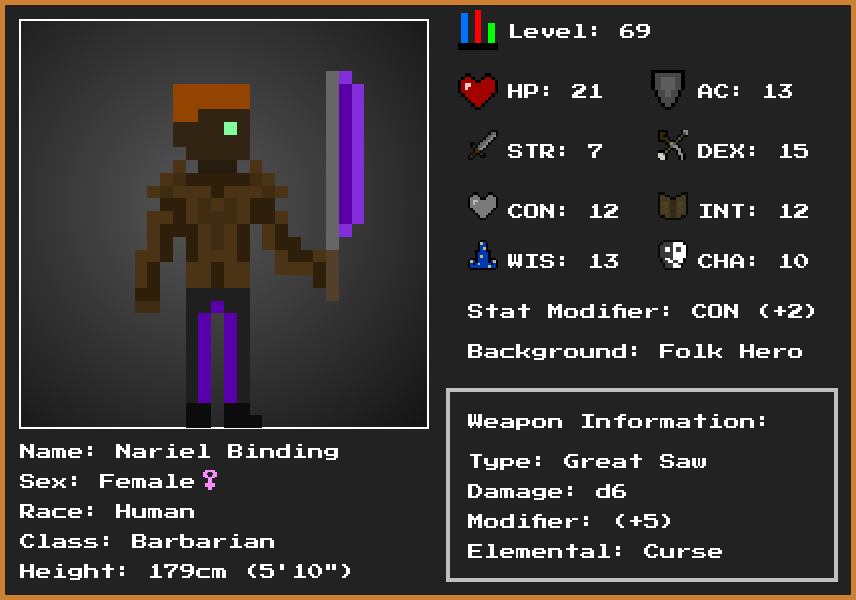 Level: 69
HP: 21
AC: 13
STR: 7
DEX: 15
CON: 12
INT: 12
WIS: 13
CHA: 10
Stat Modifier: CON (+2)
Background: Folk Hero
Weapon Information:
Type: Great Saw
Damage: d6
Modifier: (+5)
Elemental: Curse
Name: Nariel Binding
Sex: Female♀
Race: Human
Class: Barbarian
Height: 179cm (5'10")